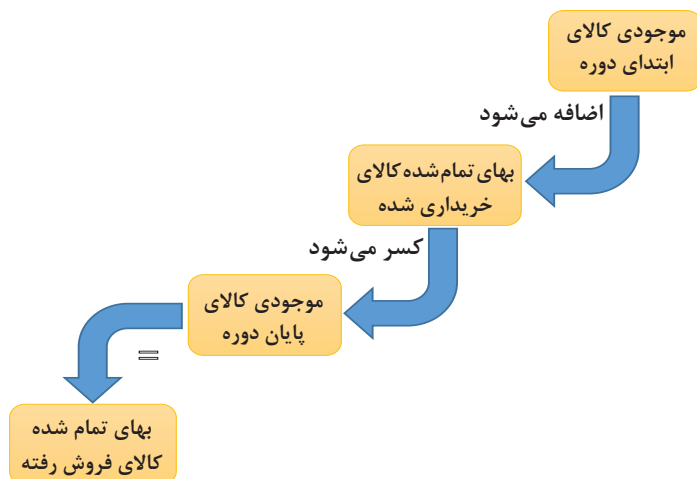 موجودی کالای
ابتدای دوره
اضافه می‌شود
بهای تمام‌شده کالای
خریداری شده
کسر می‌شود
موجودی کالای
پایان دوره
=
بهای تمام شده
کالای فروش رفته